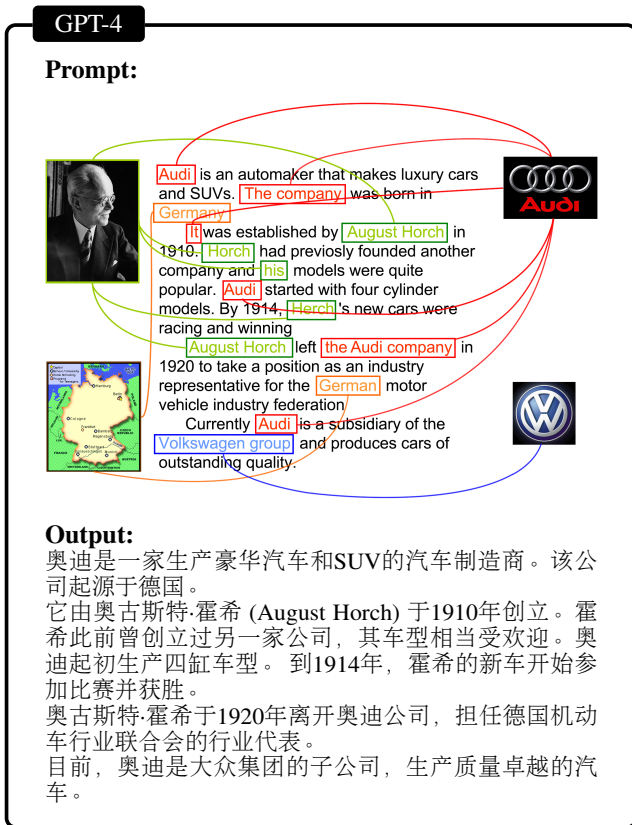 GPT-4
Prompt:
Audi is an automaker that makes luxury cars
and SUVs. The company was born in
Germany
It was established by August Horch in
1910. Horch had previosly founded another
company and his models were quite
popular. Audi started with four cylinder
models. By 1914, Herch 's new cars were
racing and winning
August Horch left the Audi company in
1920 to take a position as an industry
representative for the German motor
vehicle industry federation
Currently Audi is a subsidiary of the
Volkswagen group and produces cars of
outstanding quality.
Audi
Output:
奥迪是一家生产豪华汽车和SUV的汽车制造商。该公
司起源于德国。
它由奥古斯特·霍希 (August Horch) 于1910年创立。霍
希此前曾创立过另一家公司，其车型相当受欢迎。奥
迪起初生产四缸车型。 到1914年，霍希的新车开始参
加比赛并获胜。
奥古斯特·霍希于1920年离开奥迪公司，担任德国机动
车行业联合会的行业代表。
目前，奥迪是大众集团的子公司，生产质量卓越的汽
车。